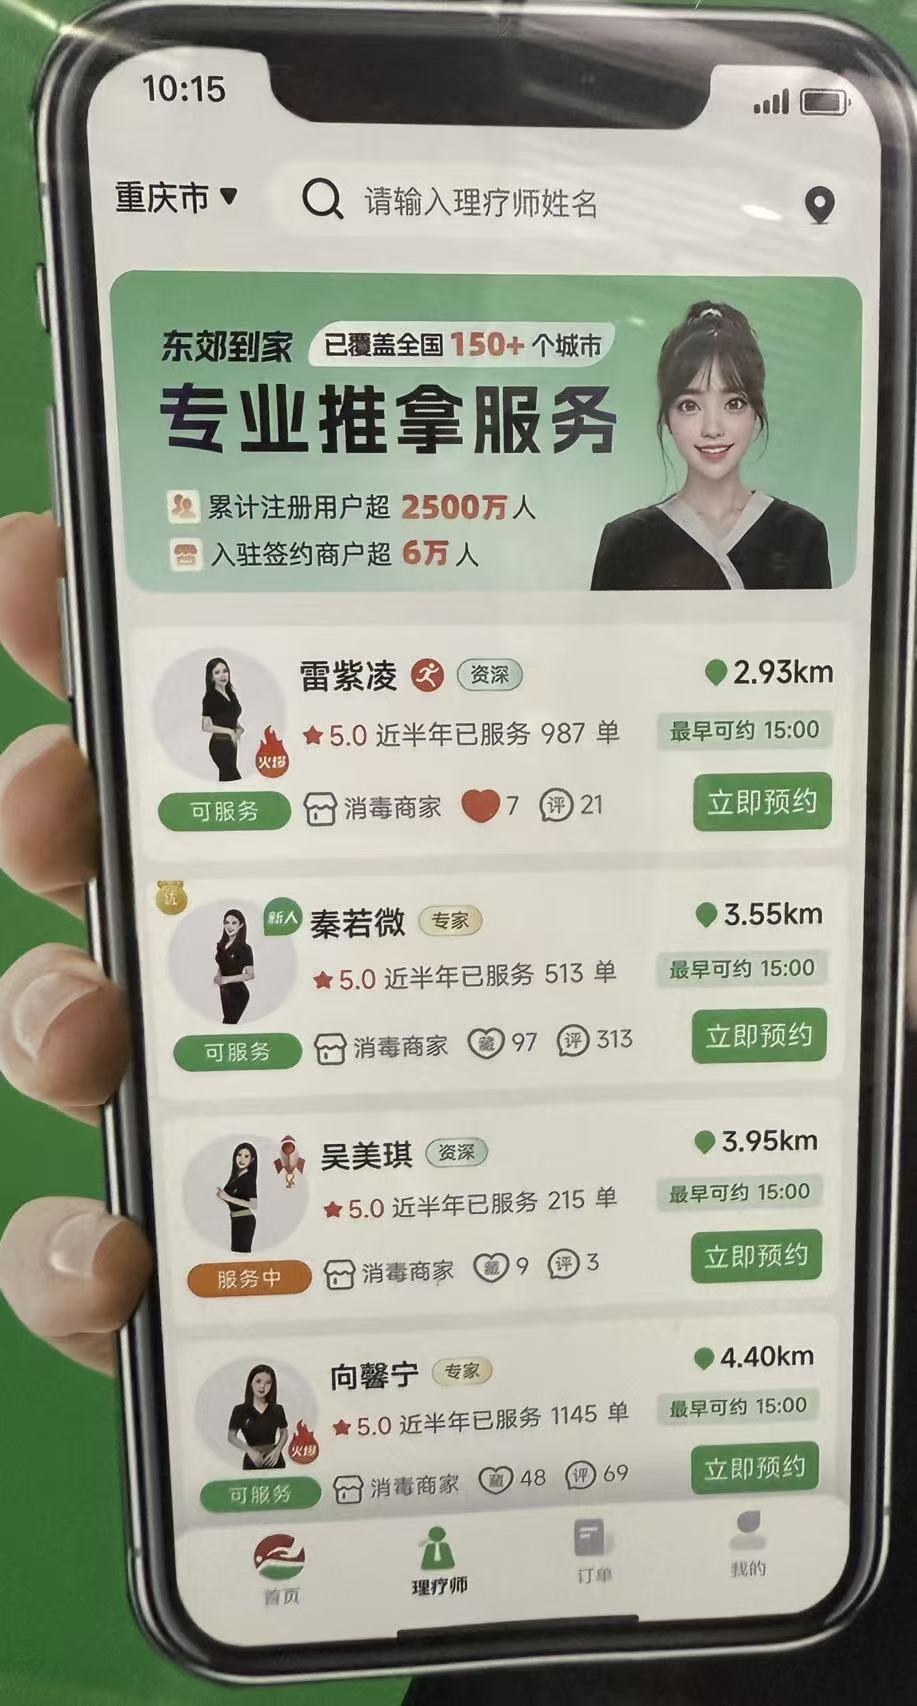 10:15
重庆市
请输入理疗师姓名
东郊到家 已覆盖全国150+个城市
专业推拿服务
累计注册用户超 2500万人
入驻签约商户超 6万人
雷紫凌 资深 2.93km
5.0 近半年已服务 987 单 最早可约 15:00
火爆
可服务 消毒商家 7 评 21 立即预约
新人 秦若微 专家 3.55km
5.0 近半年已服务 513 单 最早可约 15:00
可服务 消毒商家 藏 97 评 313 立即预约
吴美琪 资深 3.95km
5.0 近半年已服务 215 单 最早可约 15:00
服务中 消毒商家 藏 9 评 3 立即预约
向馨宁 专家 4.40km
5.0 近半年已服务 1145 单 最早可约 15:00
火爆
可服务 消毒商家 藏 48 评 69 立即预约
首页 理疗师 订单 我的